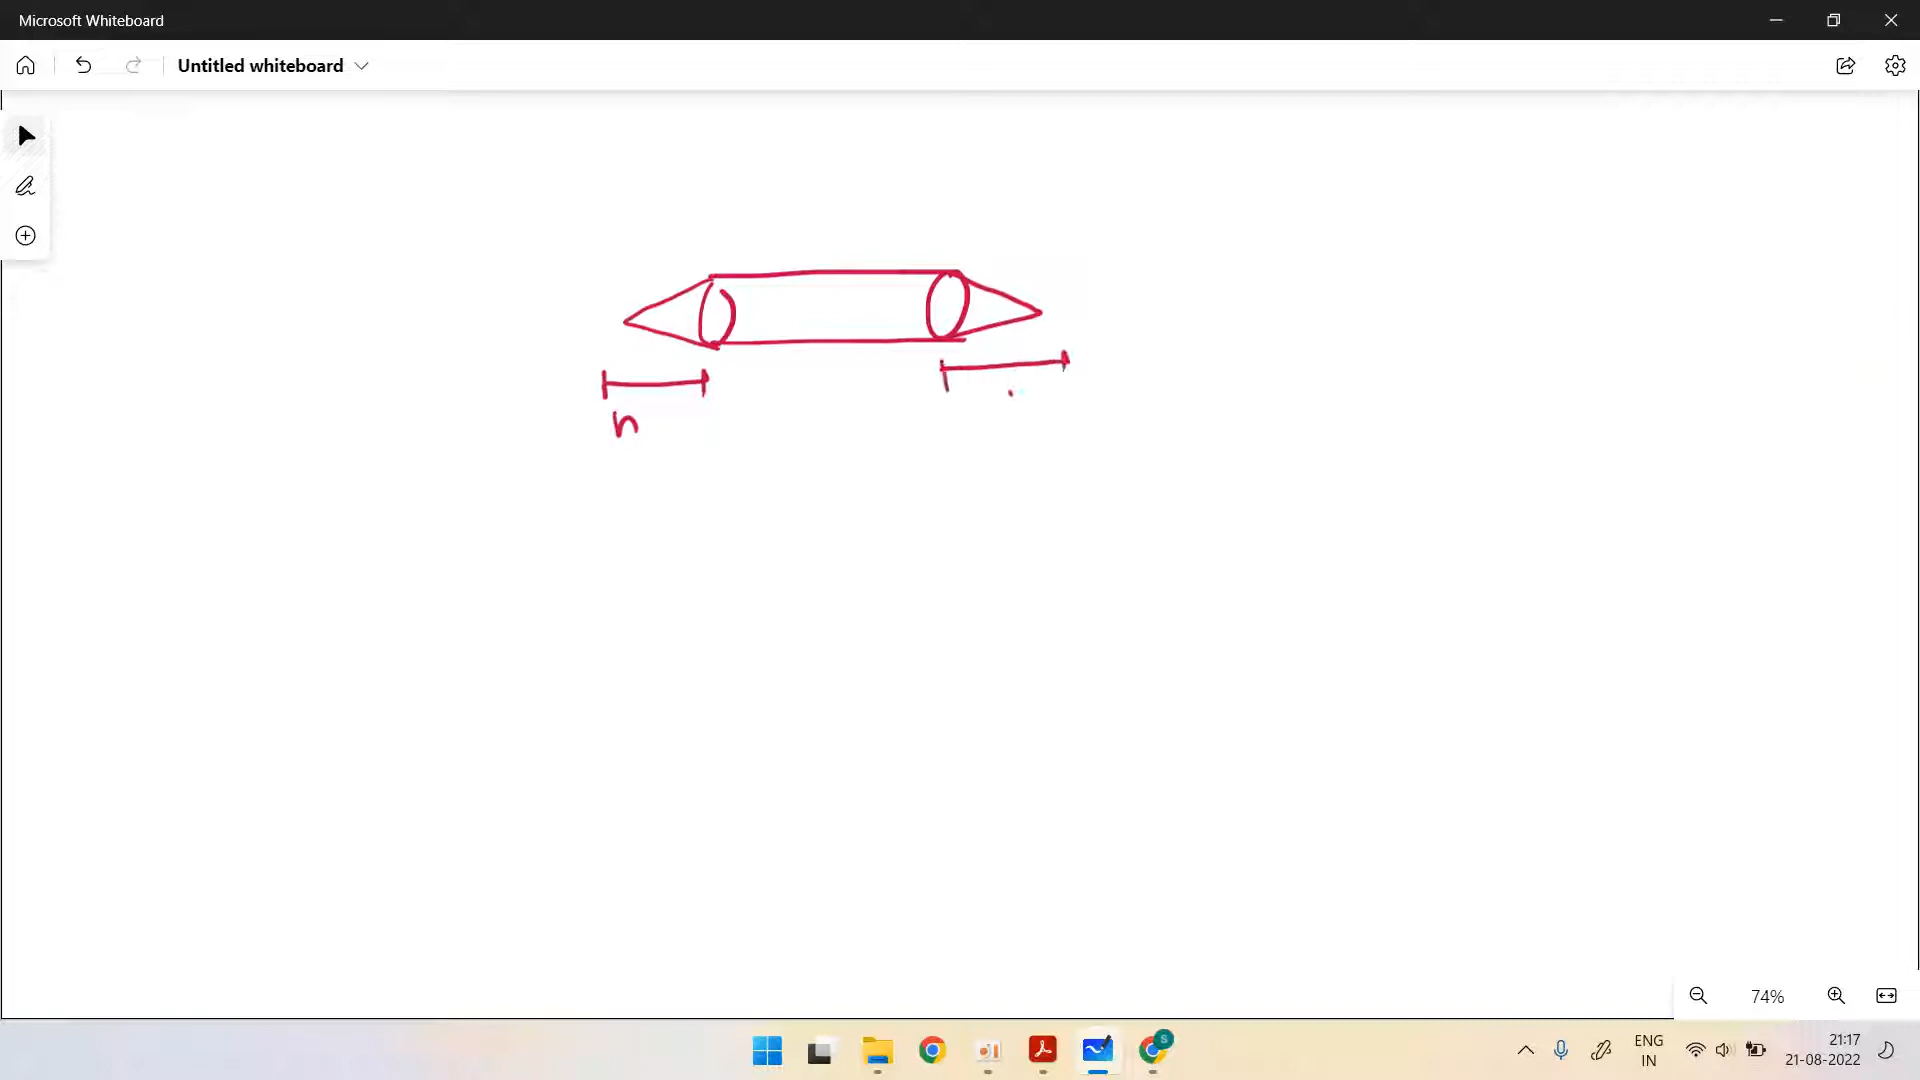 Microsoft Whiteboard
Untitled whiteboard
n
74%
S
ENG
IN
21:17
21-08-2022